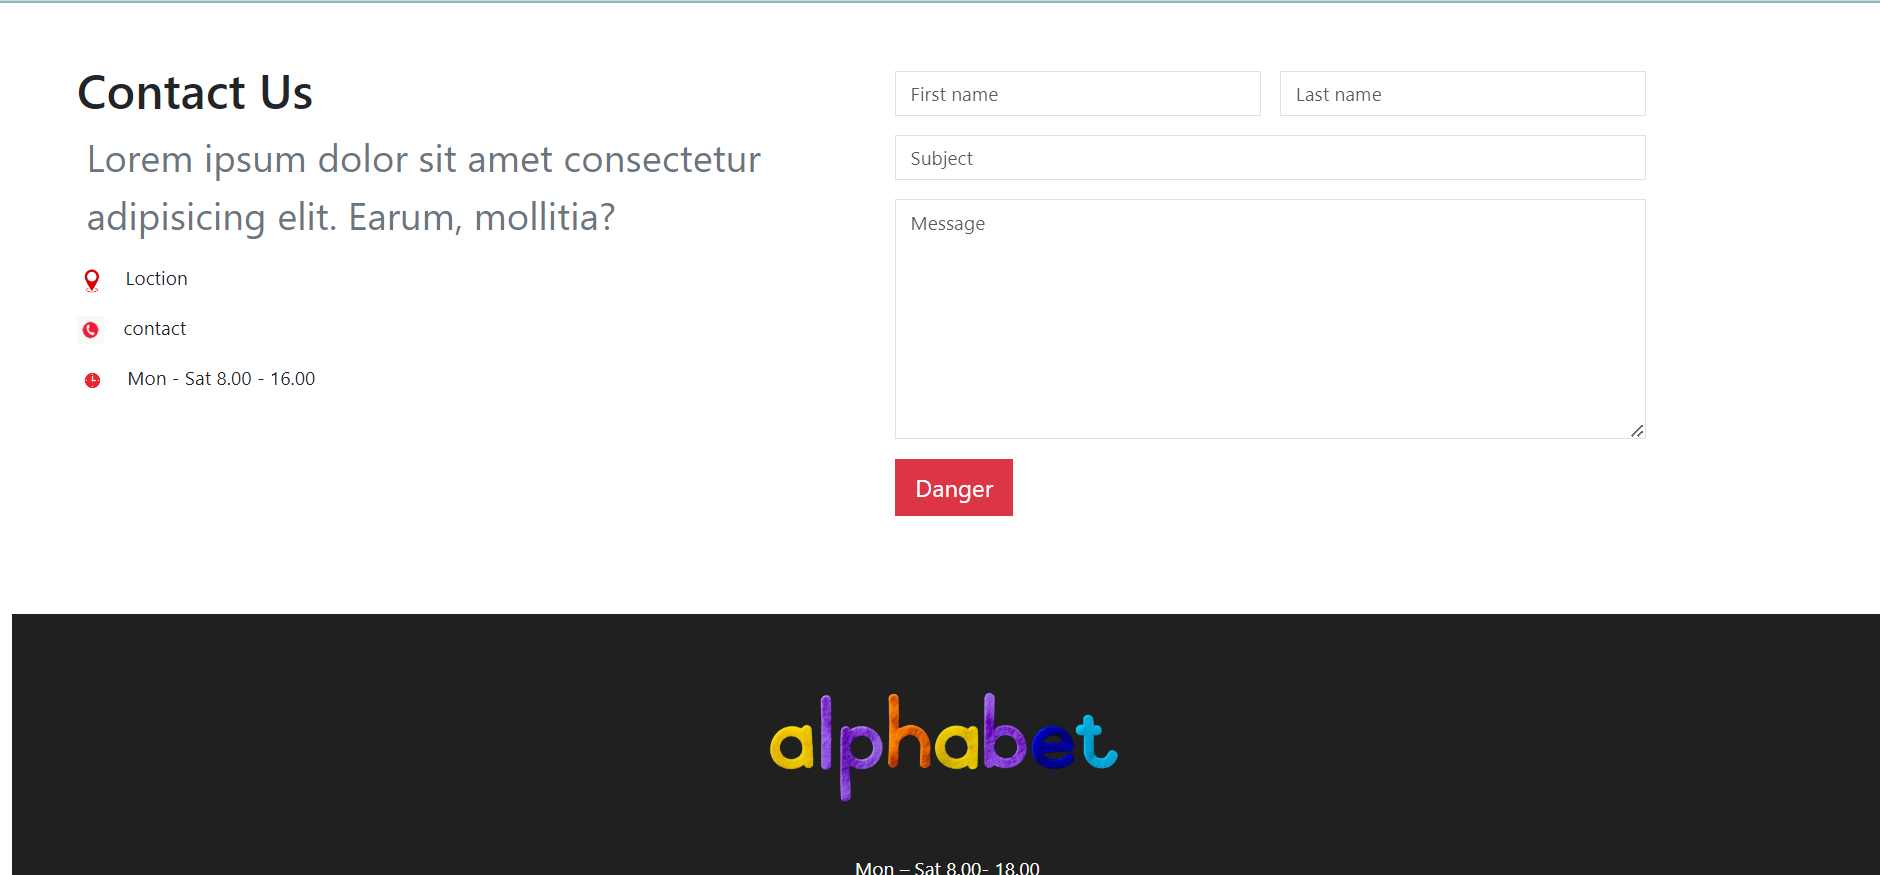 Contact Us
Lorem ipsum dolor sit amet consectetur
adipisicing elit. Earum, mollitia?
Loction
contact
Mon - Sat 8.00 - 16.00
First name
Last name
Subject
Message
Danger
alphabet
Mon – Sat 8.00- 18.00